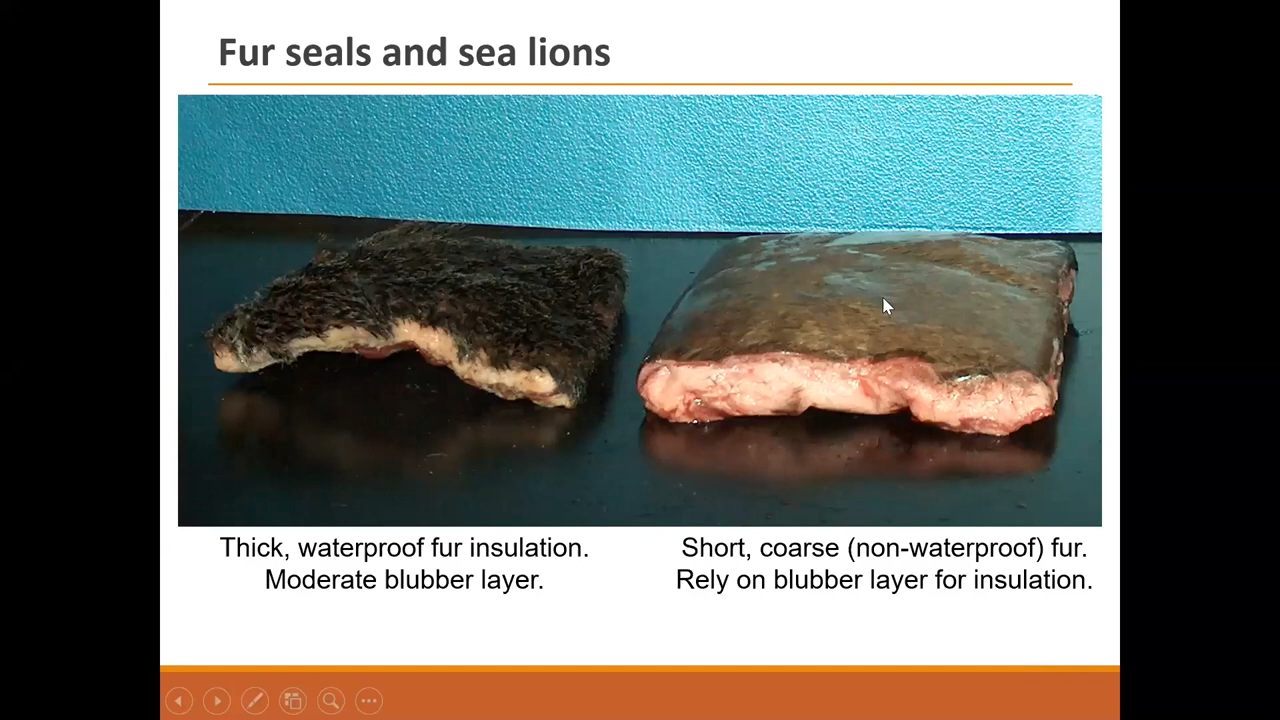 Fur seals and sea lions
Thick, waterproof fur insulation.
Moderate blubber layer.
Short, coarse (non-waterproof) fur.
Rely on blubber layer for insulation.